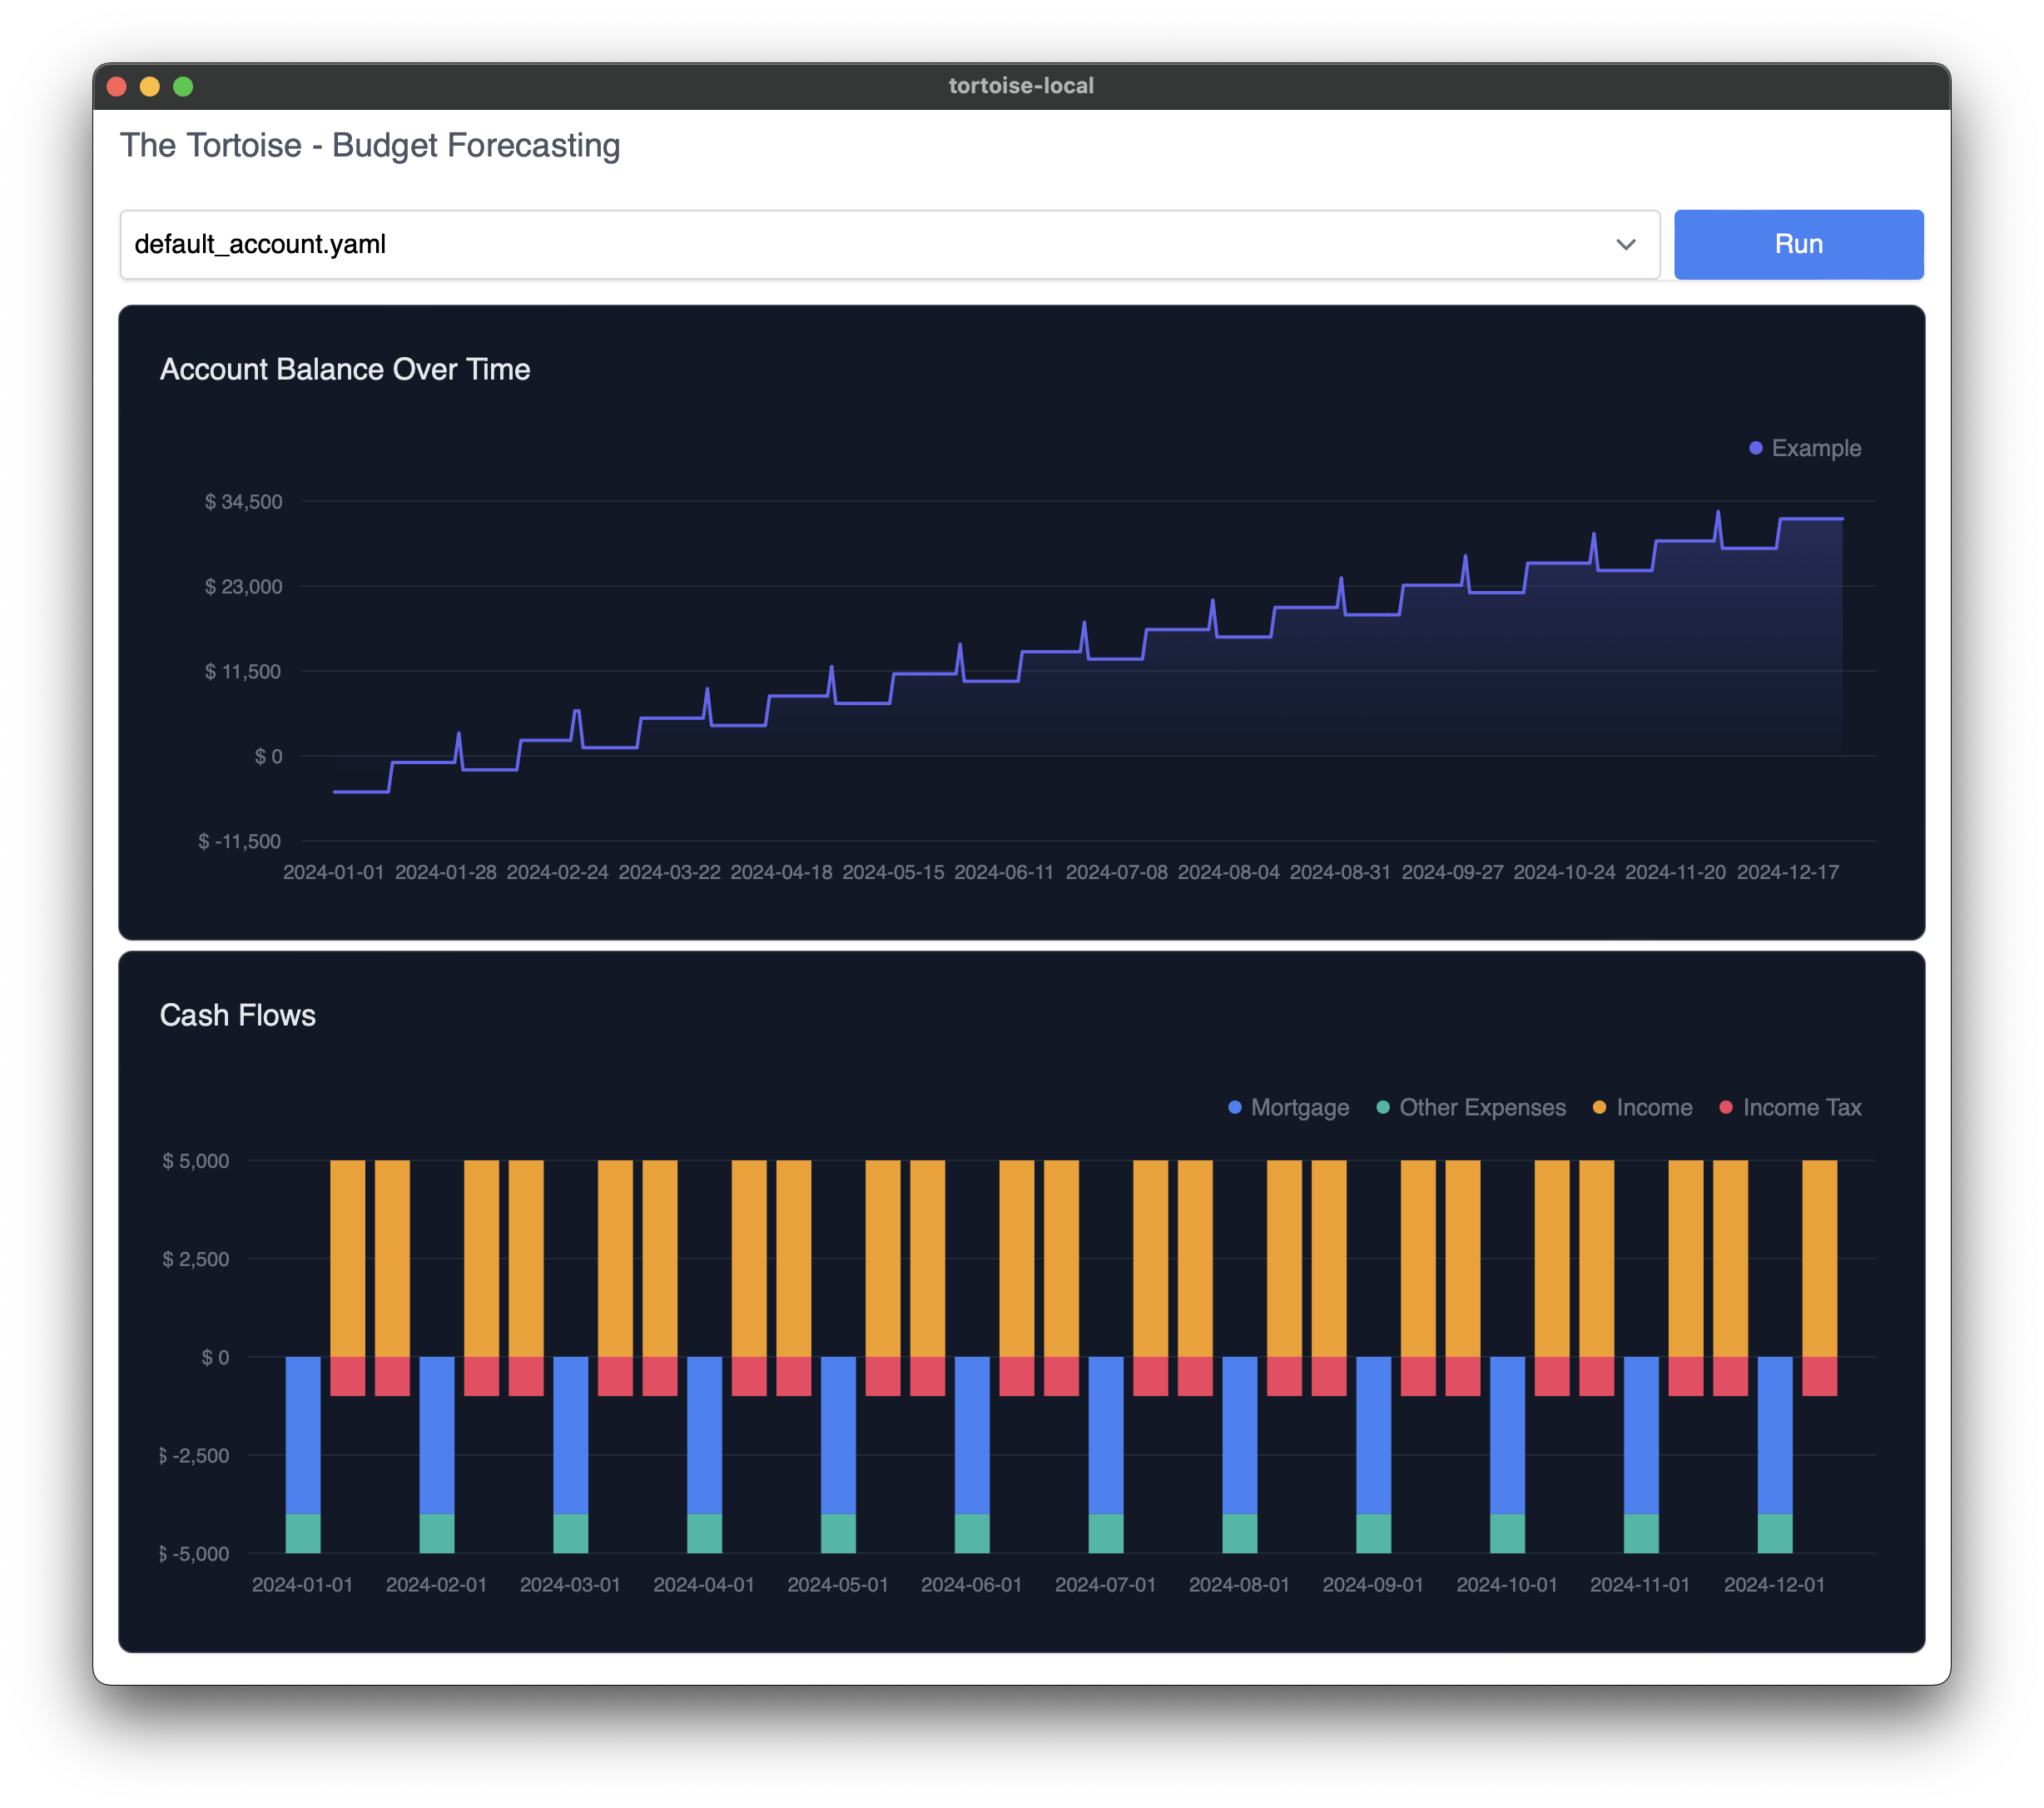 tortoise-local
The Tortoise - Budget Forecasting
default_account.yaml
Run
Account Balance Over Time
Example
$ 34,500
$ 23,000
$ 11,500
$ 0
$ -11,500
2024-01-01 2024-01-28 2024-02-24 2024-03-22 2024-04-18 2024-05-15 2024-06-11 2024-07-08 2024-08-04 2024-08-31 2024-09-27 2024-10-24 2024-11-20 2024-12-17
Cash Flows
Mortgage Other Expenses Income Income Tax
$ 5,000
$ 2,500
$ 0
$ -2,500
$ -5,000
2024-01-01 2024-02-01 2024-03-01 2024-04-01 2024-05-01 2024-06-01 2024-07-01 2024-08-01 2024-09-01 2024-10-01 2024-11-01 2024-12-01